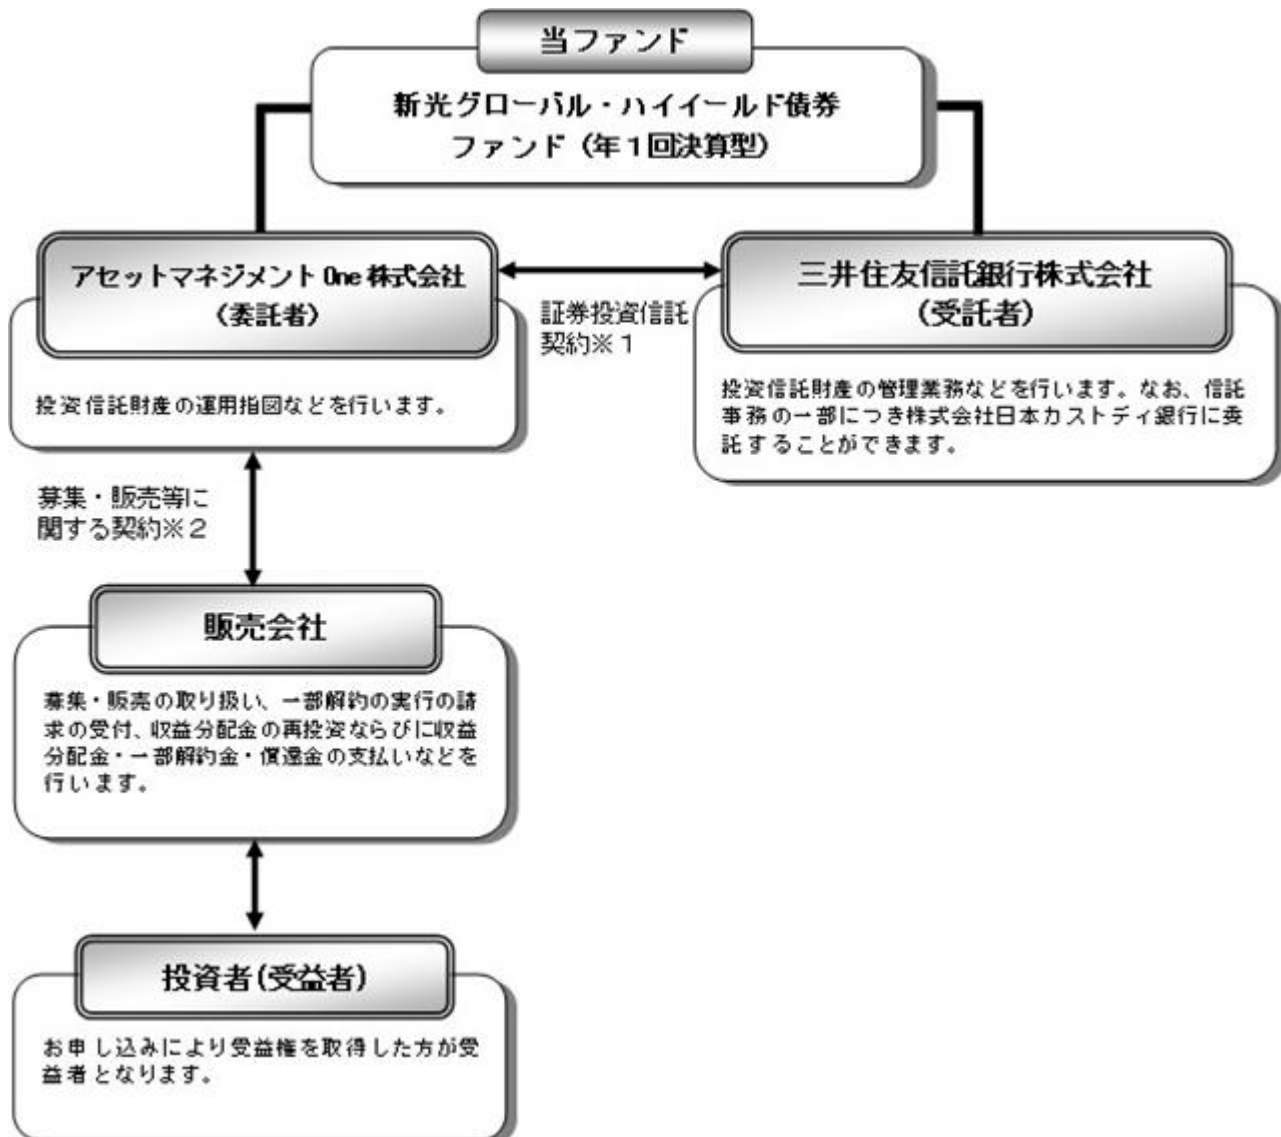 当ファンド
新光グローバル・ハイイールド債券
ファンド（年１回決算型）
アセットマネジメント One 株式会社
（委託者）
投資信託財産の運用指図などを行います。
証券投資信託
契約※１
三井住友信託銀行株式会社
（受託者）
投資信託財産の管理業務などを行います。なお、信託
事務の一部につき株式会社日本カストディ銀行に委
託することができます。
募集・販売等に
関する契約※２
販売会社
募集・販売の取り扱い、一部解約の実行の請
求の受付、収益分配金の再投資ならびに収益
分配金・一部解約金・償還金の支払いなどを
行います。
投資者(受益者)
お申し込みにより受益権を取得した方が受
益者となります。